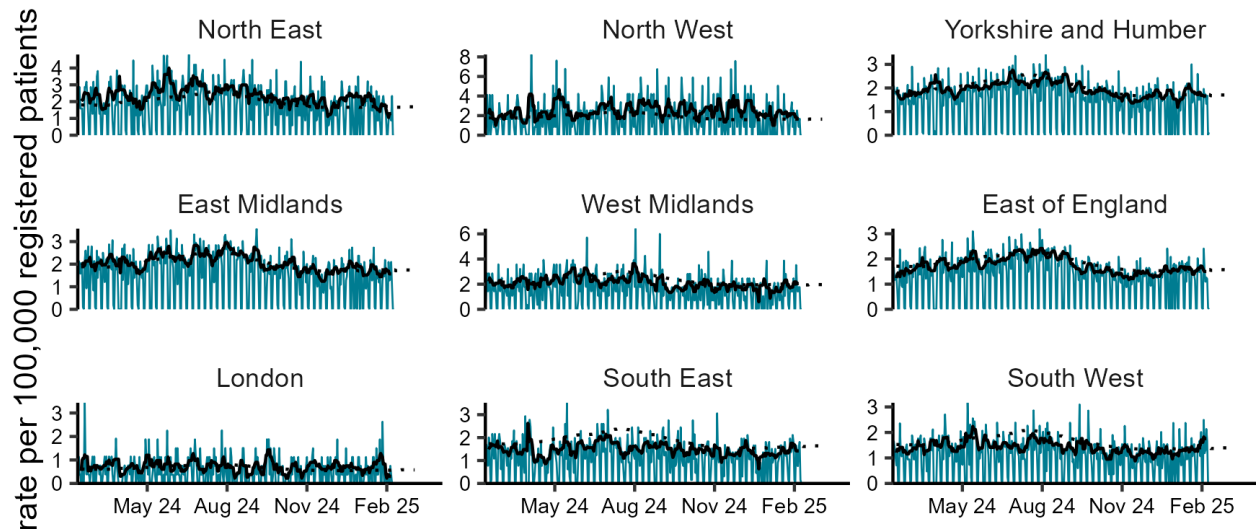 rate per 100,000 registered patients
North East
North West
Yorkshire and Humber
4
3
2
1
0
8
6
4
2
0
3
2
1
0
East Midlands
West Midlands
East of England
3
2
1
0
6
4
2
0
3
2
1
0
London
South East
South West
3
2
1
0
3
2
1
0
3
2
1
0
May 24 Aug 24 Nov 24 Feb 25
May 24 Aug 24 Nov 24 Feb 25
May 24 Aug 24 Nov 24 Feb 25